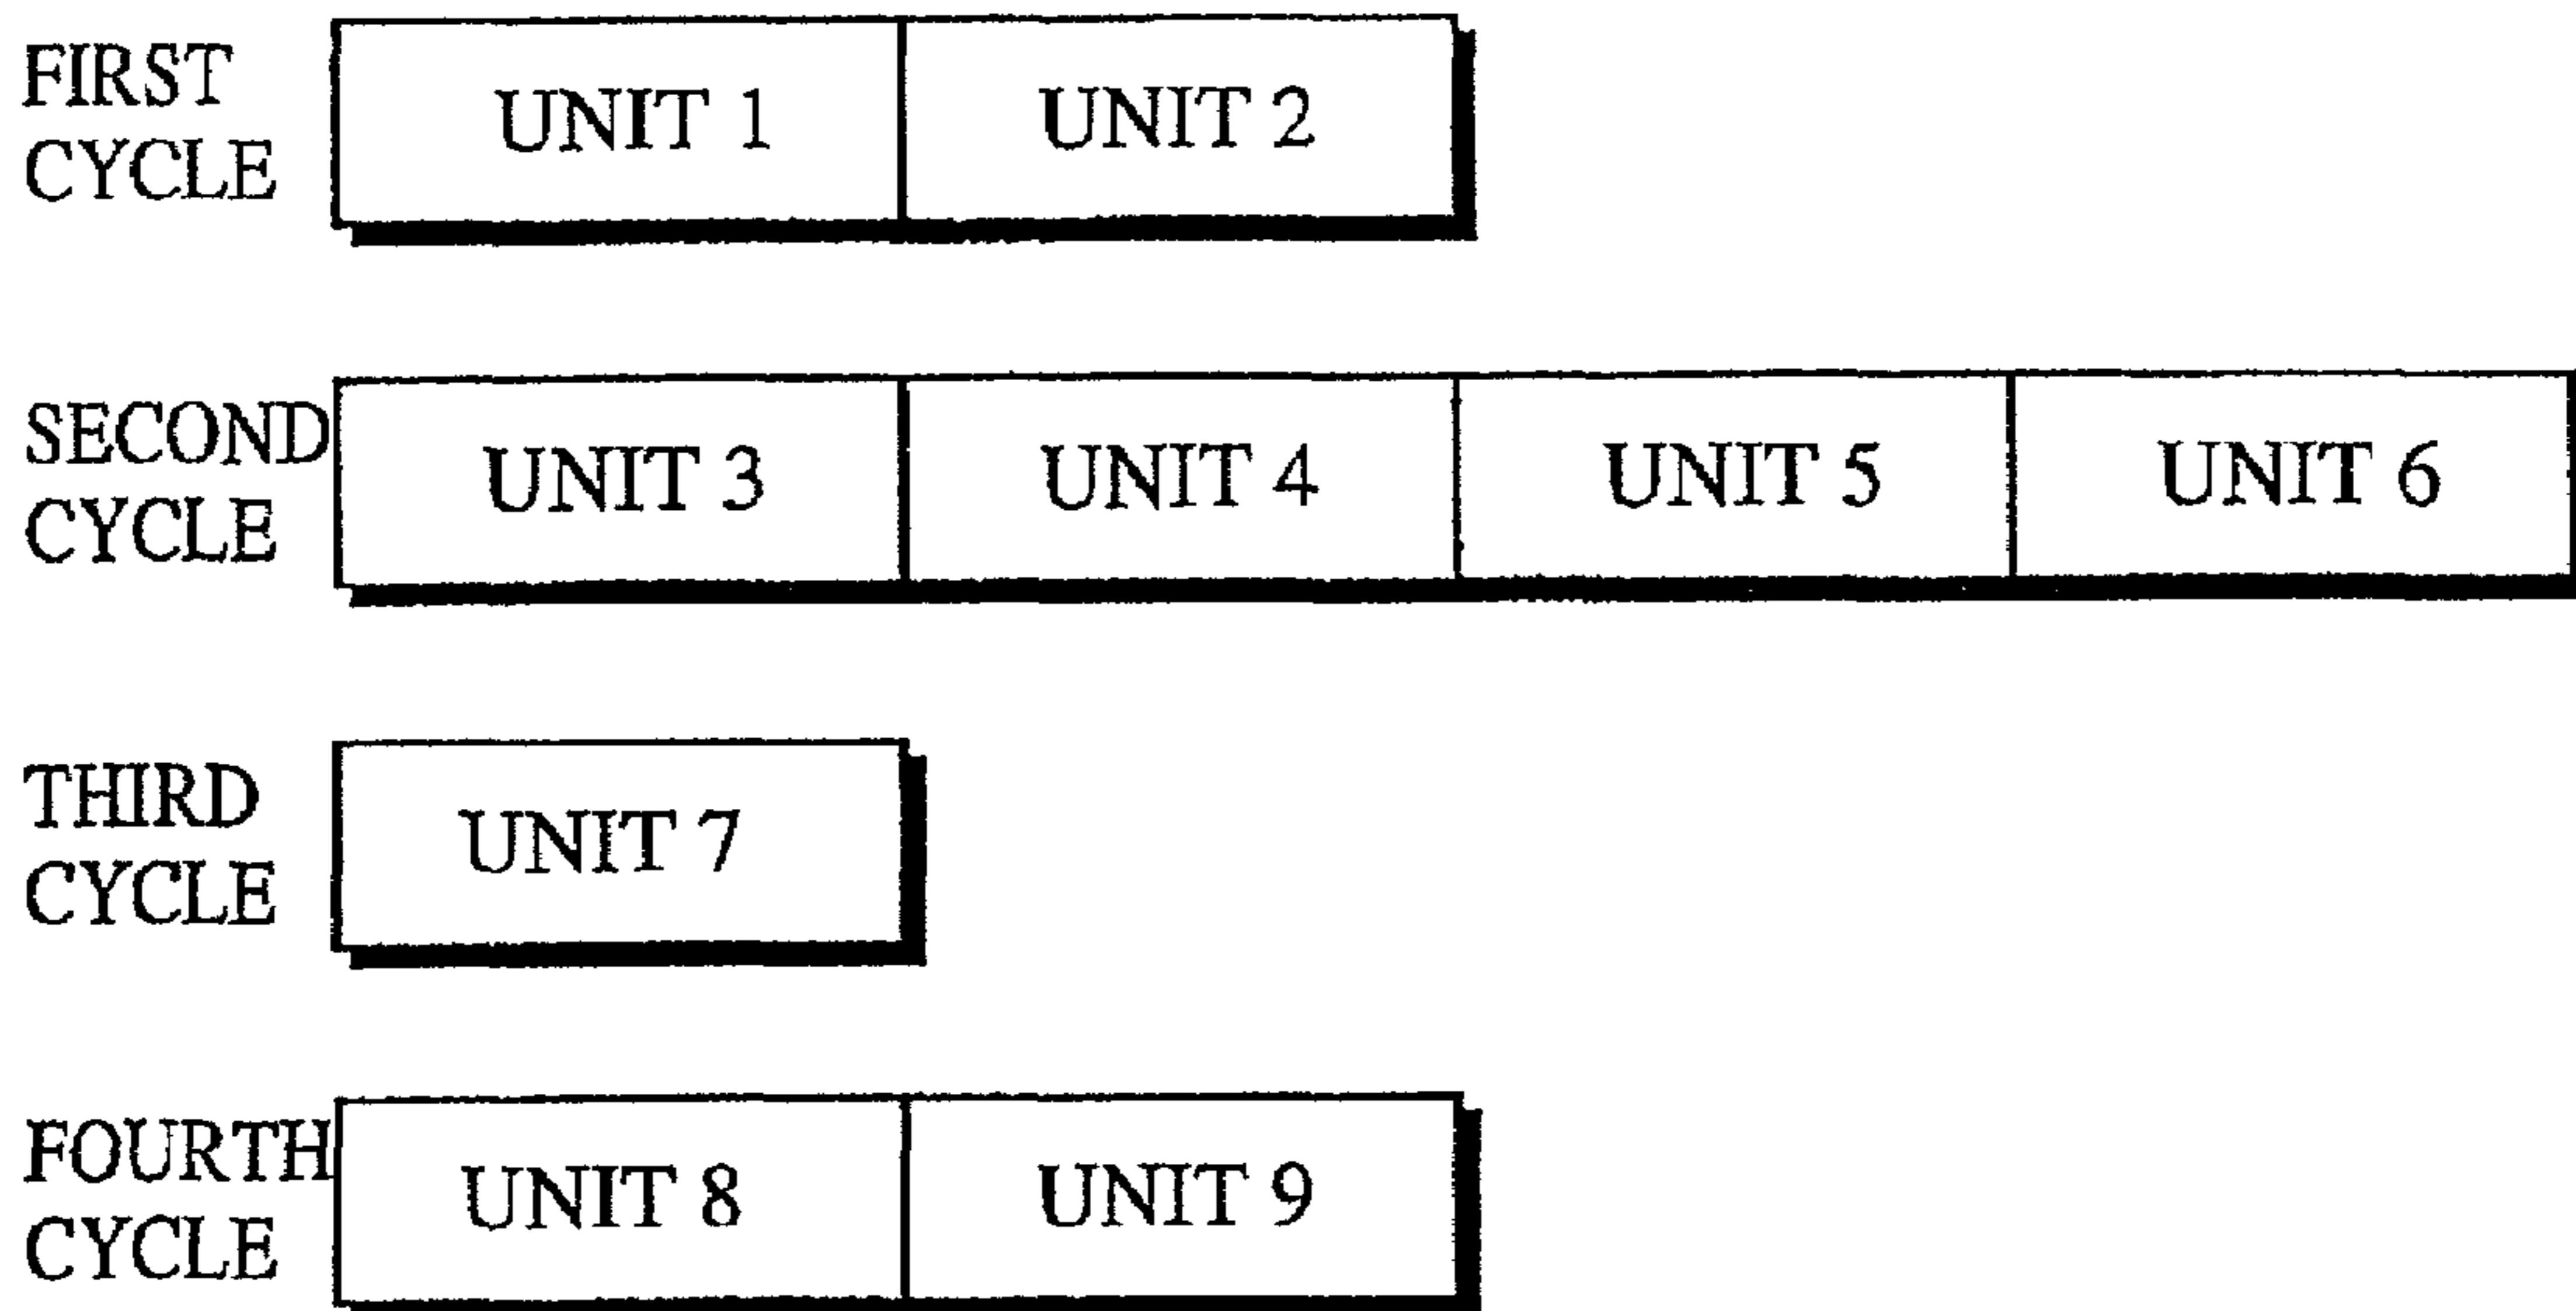 FIRST
CYCLE
UNIT 1
UNIT 2
SECOND
CYCLE
UNIT 3
UNIT 4
UNIT 5
UNIT 6
THIRD
CYCLE
UNIT 7
FOURTH
CYCLE
UNIT 8
UNIT 9